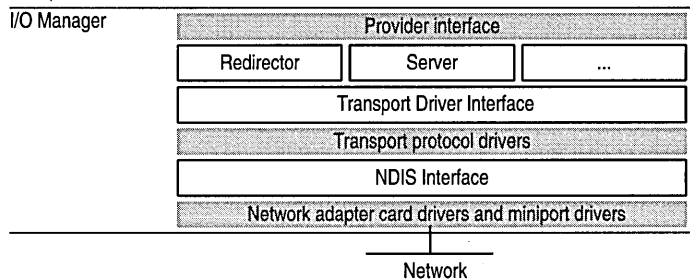 I/O Manager
Provider interface
Redirector
Server
...
Transport Driver Interface
Transport protocol drivers
NDIS Interface
Network adapter card drivers and miniport drivers
Network